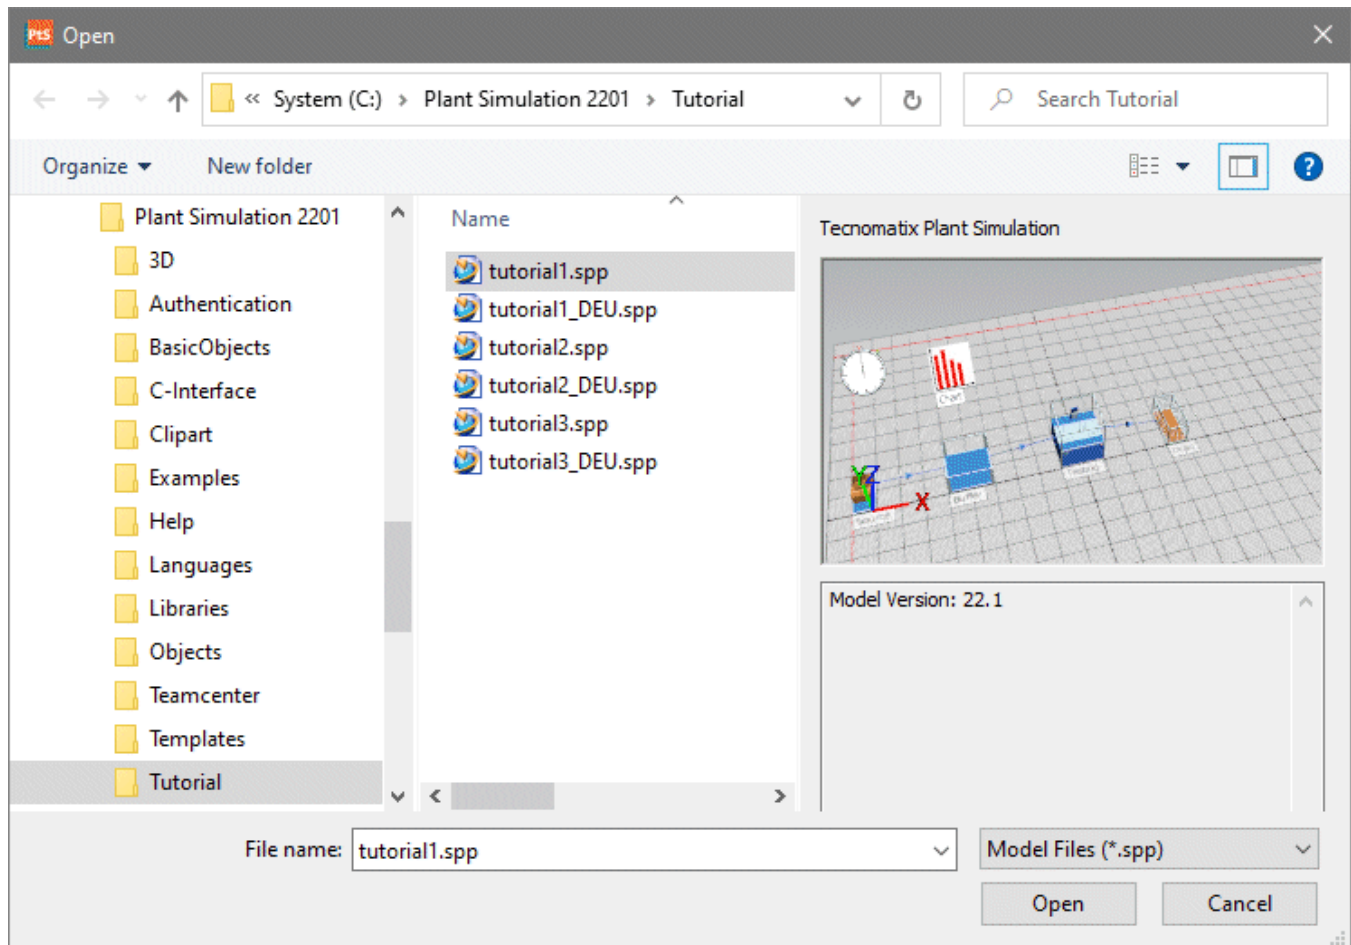 PtS Open
« System (C:) > Plant Simulation 2201 > Tutorial
Search Tutorial
Organize
New folder
Plant Simulation 2201
3D
Authentication
BasicObjects
C-Interface
Clipart
Examples
Help
Languages
Libraries
Objects
Teamcenter
Templates
Tutorial
Name
tutorial1.spp
tutorial1_DEU.spp
tutorial2.spp
tutorial2_DEU.spp
tutorial3.spp
tutorial3_DEU.spp
Tecnomatix Plant Simulation
Chart
Y Z
X
Model Version: 22.1
File name: tutorial1.spp
Model Files (*.spp)
Open
Cancel